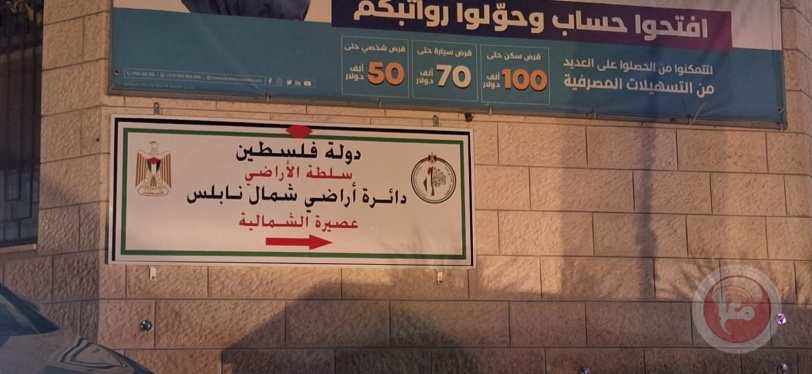 افتحوا حساب وحوّلوا رواتبكم
لتتمكنوا من الحصلوا على العديد
من التسهيلات المصرفية
قرض سكن حتى
100 ألف دولار
قرض سيارة حتى
70 ألف دولار
قرض شخصي حتى
50 ألف دولار
دولة فلسطين
سلطة الأراضي
دائرة أراضي شمال نابلس
عصيرة الشمالية
معا